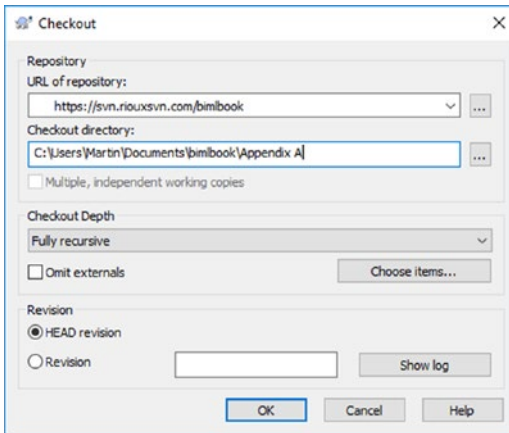 Checkout
Repository
URL of repository:
https://svn.riouxsvn.com/bimlbook
...
Checkout directory:
C:\Users\Martin\Documents\bimlbook\Appendix A
...
Multiple, independent working copies
Checkout Depth
Fully recursive
Omit externals
Choose items...
Revision
HEAD revision
Revision
Show log
OK
Cancel
Help